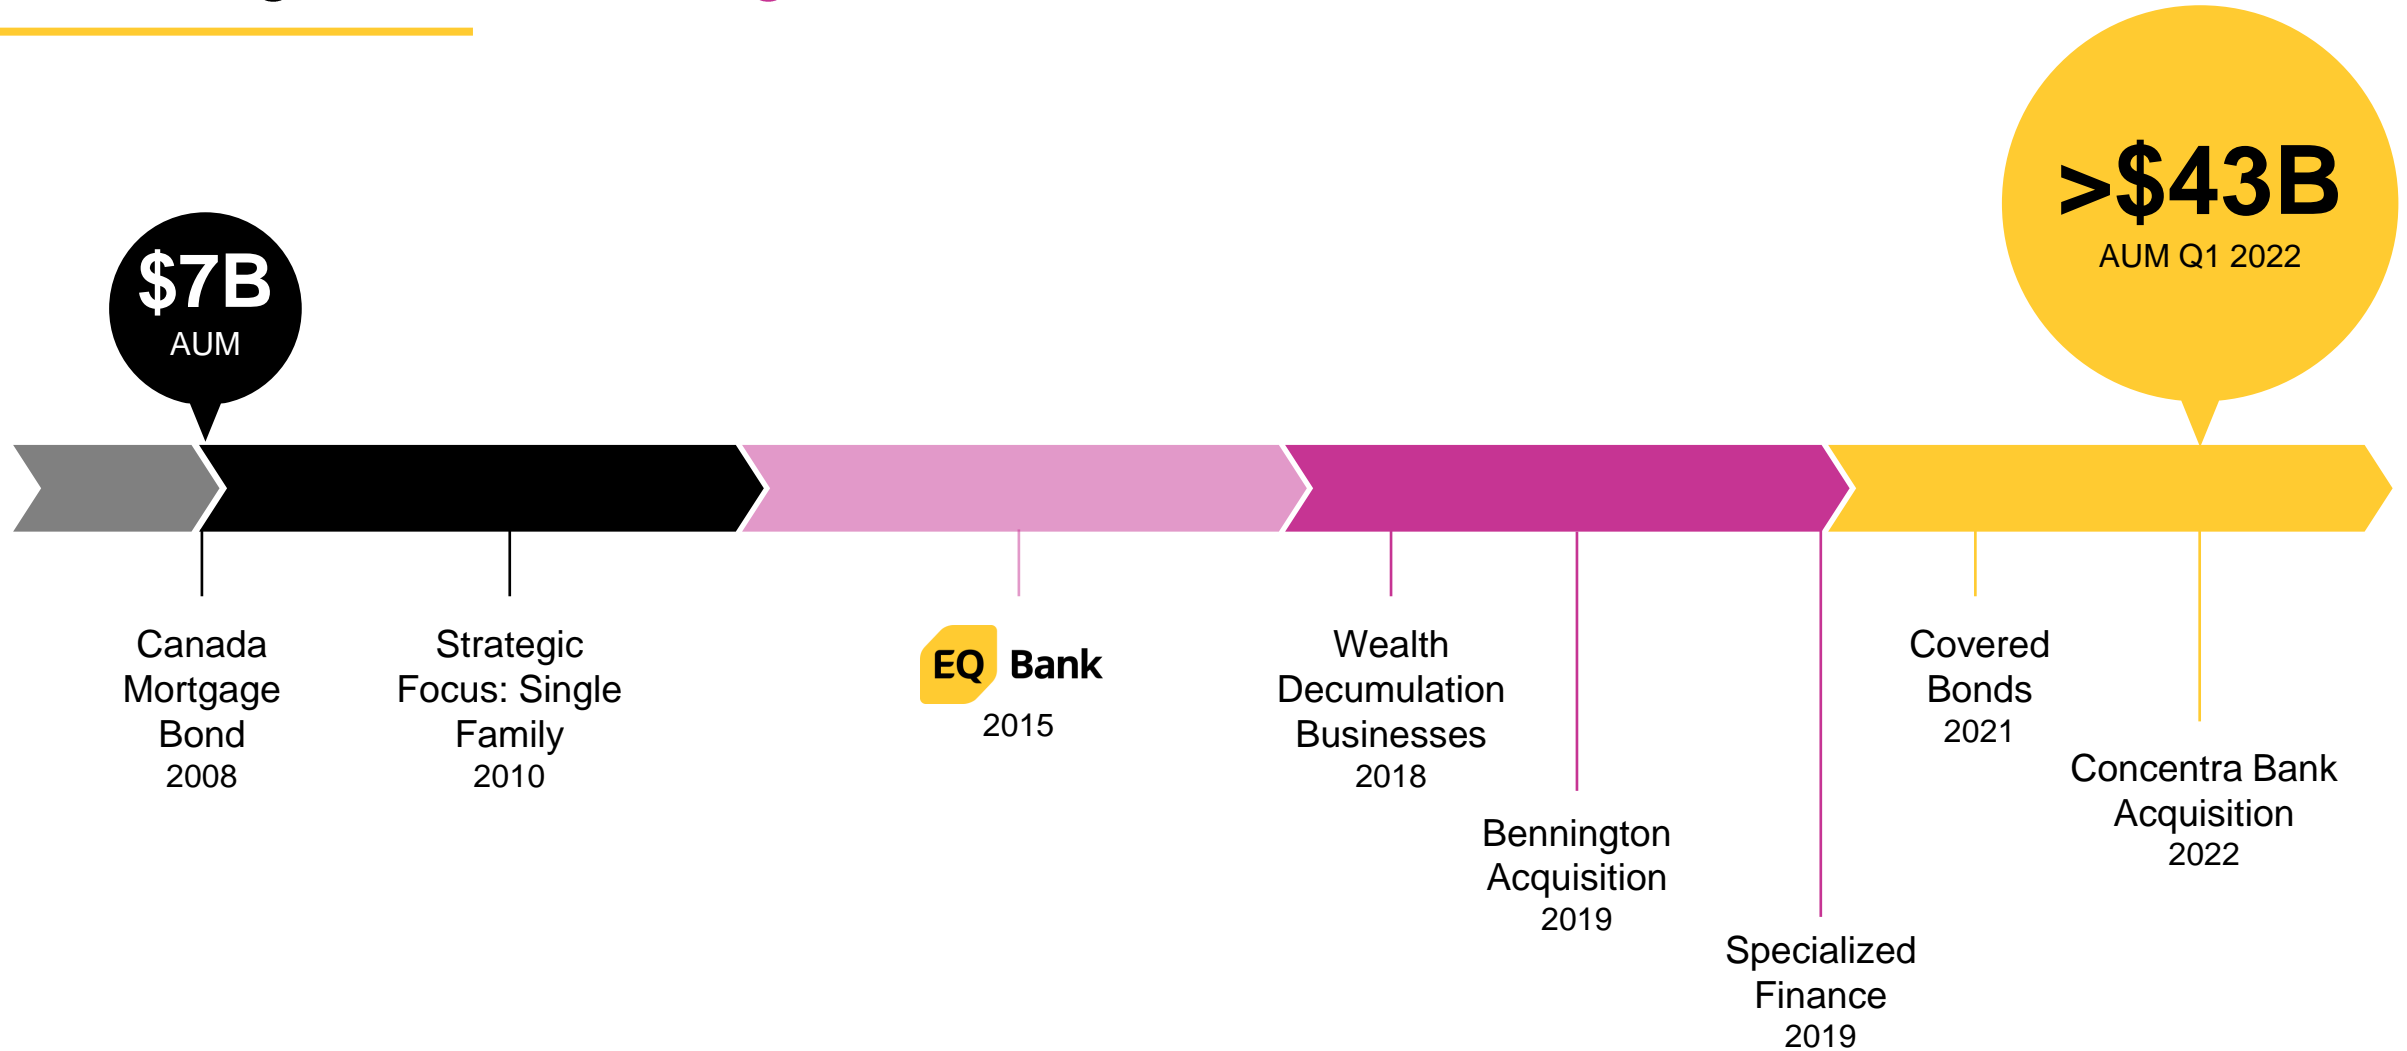 $7B
AUM
>$43B
AUM Q1 2022
Canada
Mortgage
Bond
2008
Strategic
Focus: Single
Family
2010
EQ Bank
2015
Wealth
Decumulation
Businesses
2018
Bennington
Acquisition
2019
Specialized
Finance
2019
Covered
Bonds
2021
Concentra Bank
Acquisition
2022